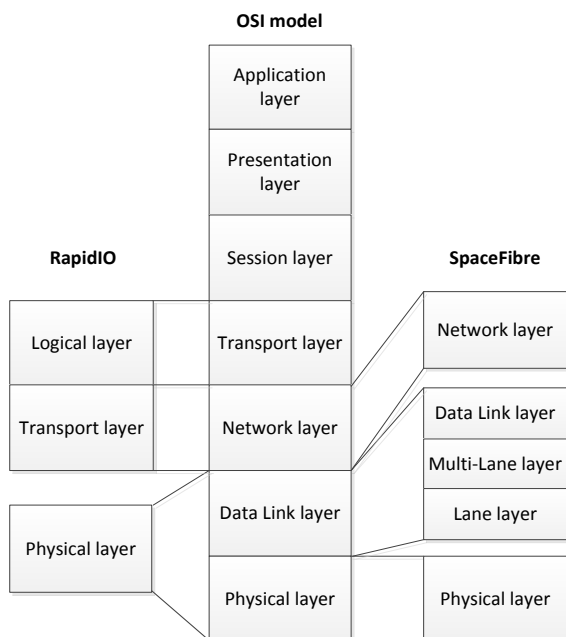 OSI model
Application
layer
Presentation
layer
Session layer
Transport layer
Network layer
Data Link layer
Physical layer
RapidIO
Logical layer
Transport layer
Physical layer
SpaceFibre
Network layer
Data Link layer
Multi-Lane layer
Lane layer
Physical layer